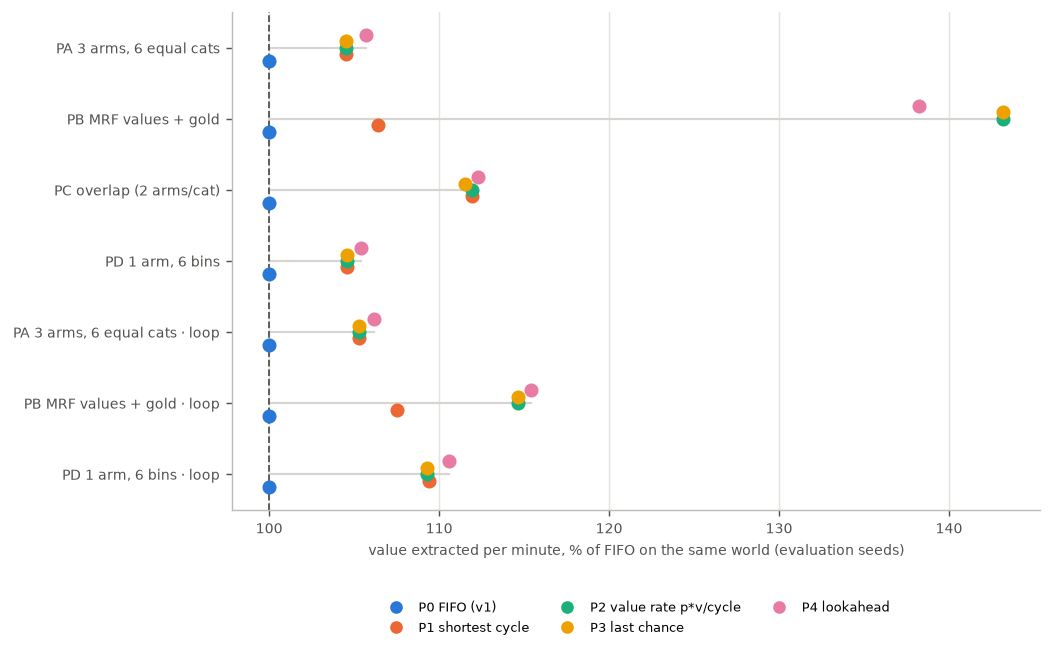 PA 3 arms, 6 equal cats
PB MRF values + gold
PC overlap (2 arms/cat)
PD 1 arm, 6 bins
PA 3 arms, 6 equal cats · loop
PB MRF values + gold · loop
PD 1 arm, 6 bins · loop
100 110 120 130 140
value extracted per minute, % of FIFO on the same world (evaluation seeds)
P0 FIFO (v1) P2 value rate p*v/cycle P4 lookahead
P1 shortest cycle P3 last chance